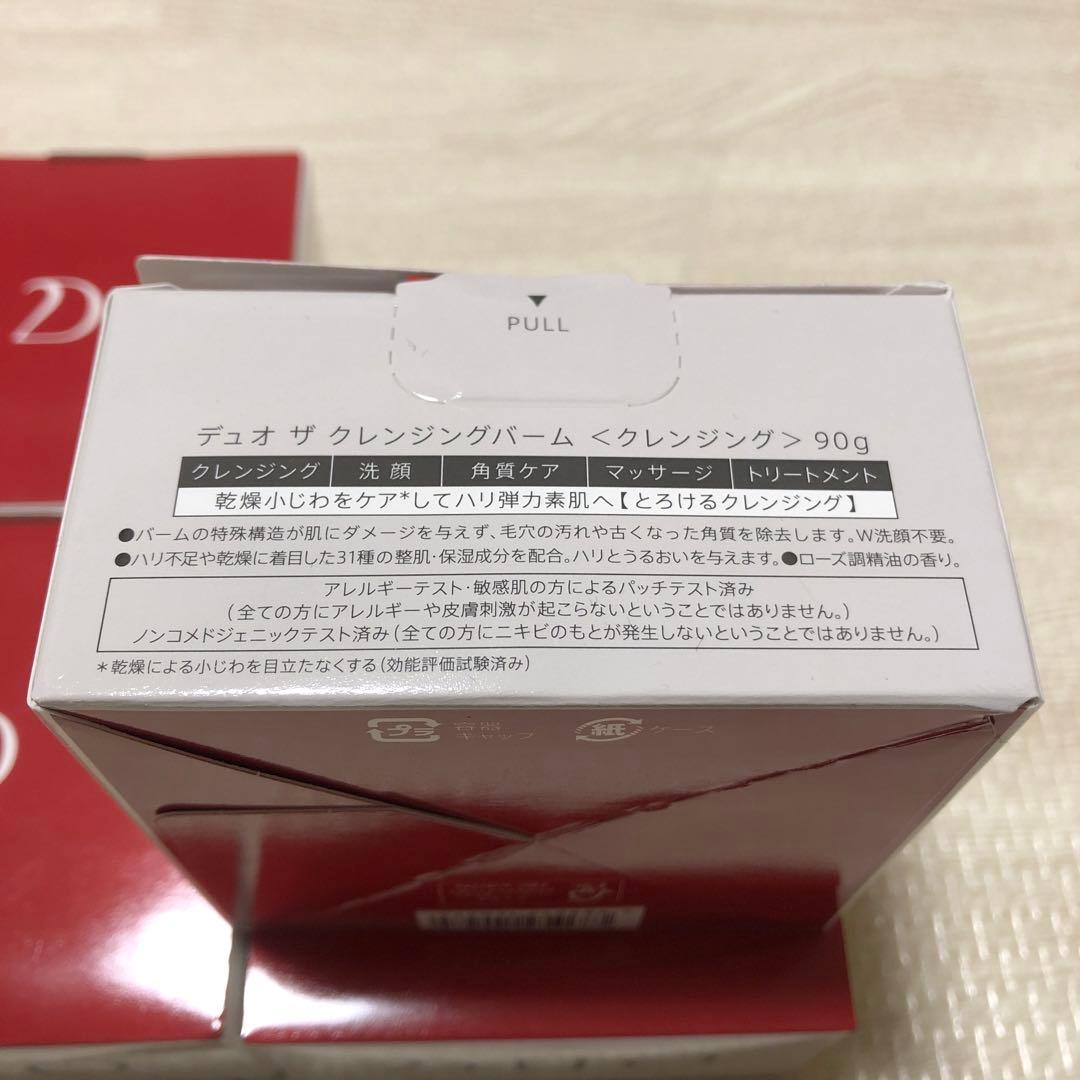 D
PULL
デュオ ザ クレンジングバーム <クレンジング> 90g
クレンジング 洗顔 角質ケア マッサージ トリートメント
乾燥小じわをケア*してハリ弾力素肌へ【とろけるクレンジング】
●バームの特殊構造が肌にダメージを与えず、毛穴の汚れや古くなった角質を除去します。W洗顔不要。
●ハリ不足や乾燥に着目した31種の整肌・保湿成分を配合。ハリとうるおいを与えます。●ローズ調精油の香り。
アレルギーテスト・敏感肌の方によるパッチテスト済み
(全ての方にアレルギーや皮膚刺激が起こらないということではありません。)
ノンコメドジェニックテスト済み(全ての方にニキビのもとが発生しないということではありません。)
*乾燥による小じわを目立たなくする(効能評価試験済み)
プラ 容器 キャップ 紙 ケース